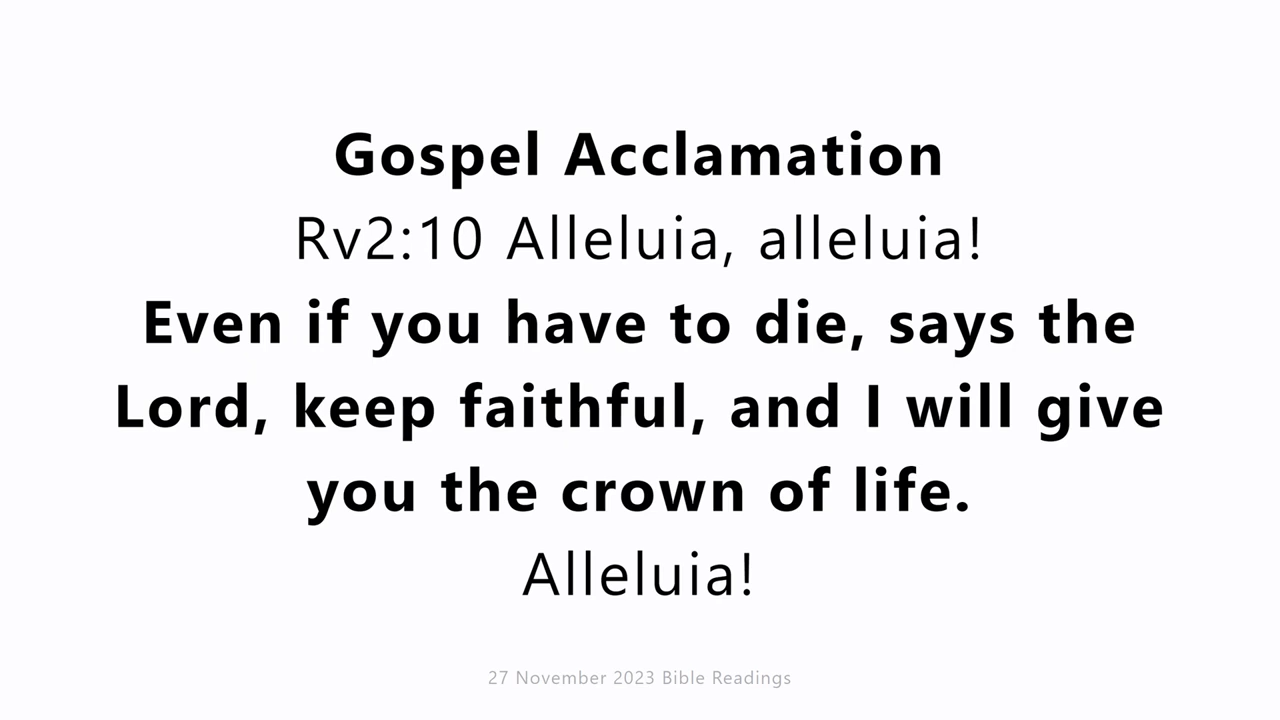 Gospel Acclamation
Rv2:10 Alleluia, alleluia!
Even if you have to die, says the
Lord, keep faithful, and I will give
you the crown of life.
Alleluia!
27 November 2023 Bible Readings